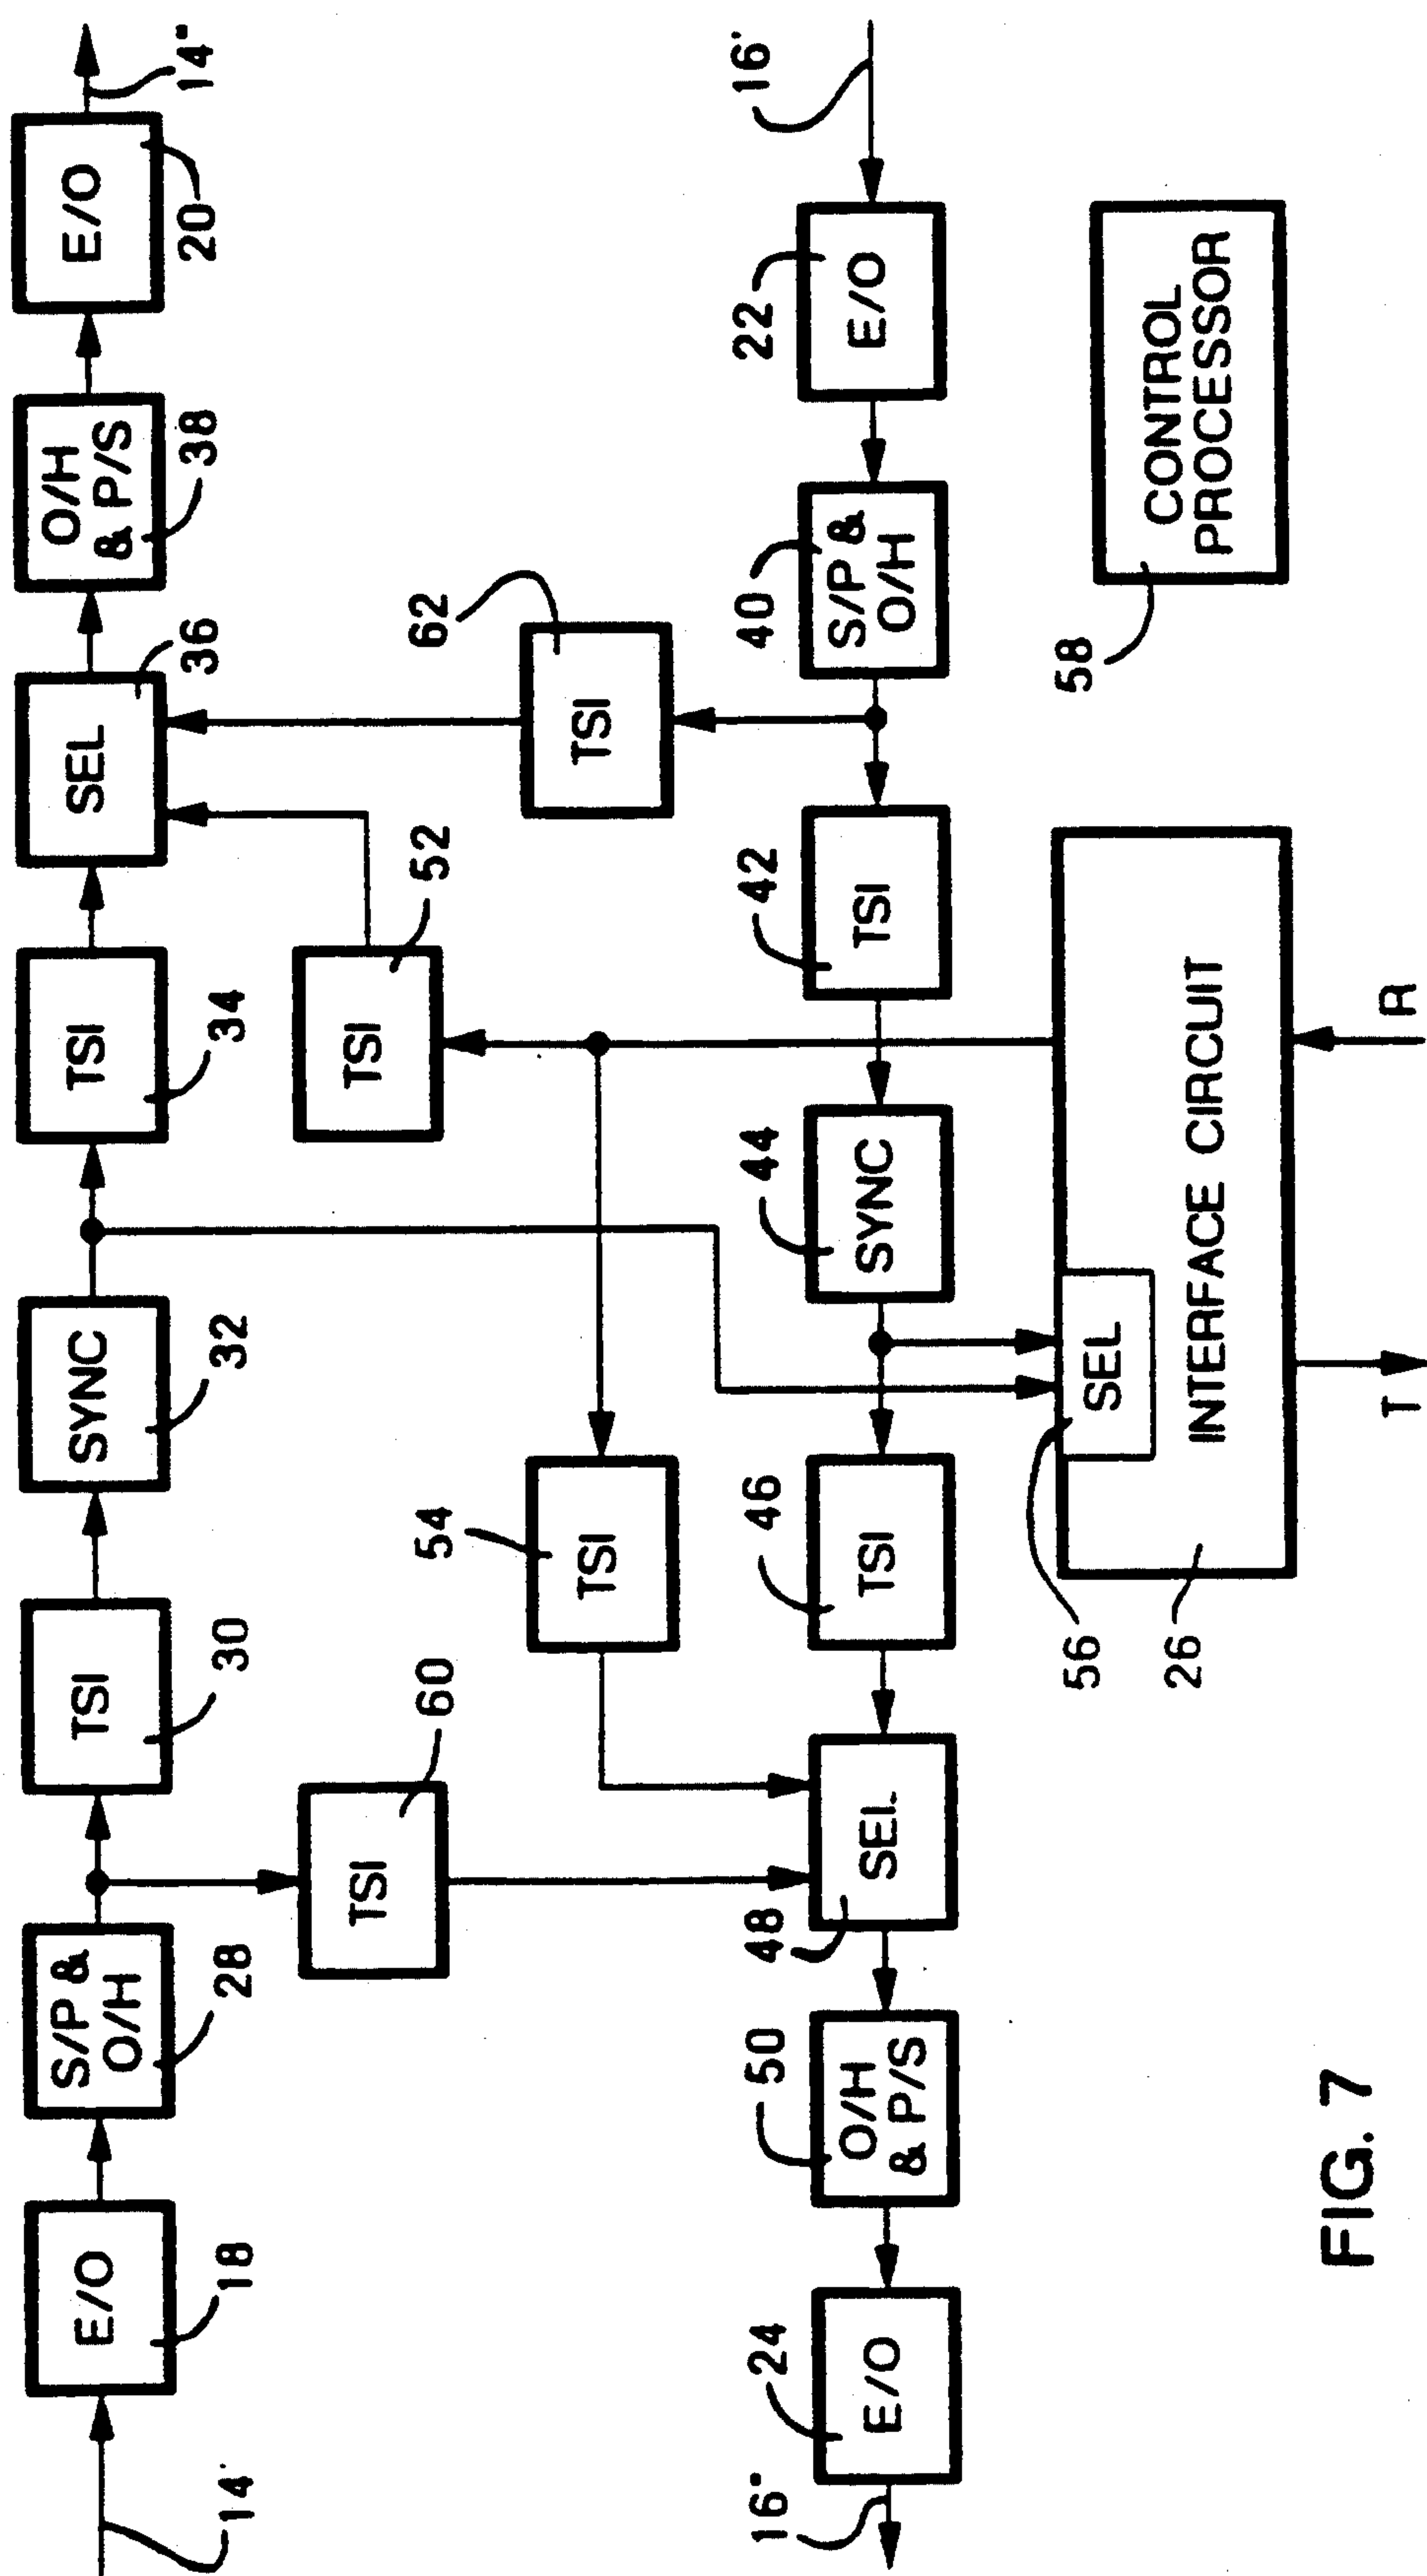 14'
E/O
18
S/P &
O/H
28
TSI
30
SYNC
32
TSI
34
SEL
36
O/H
& P/S
38
E/O
20
14"
TSI
60
TSI
54
TSI
52
TSI
62
16"
E/O
24
O/H
& P/S
50
SEL
48
TSI
46
SYNC
44
TSI
42
S/P &
O/H
40
E/O
22
16'
SEL
56
INTERFACE CIRCUIT
26
T
R
CONTROL
PROCESSOR
58
FIG. 7